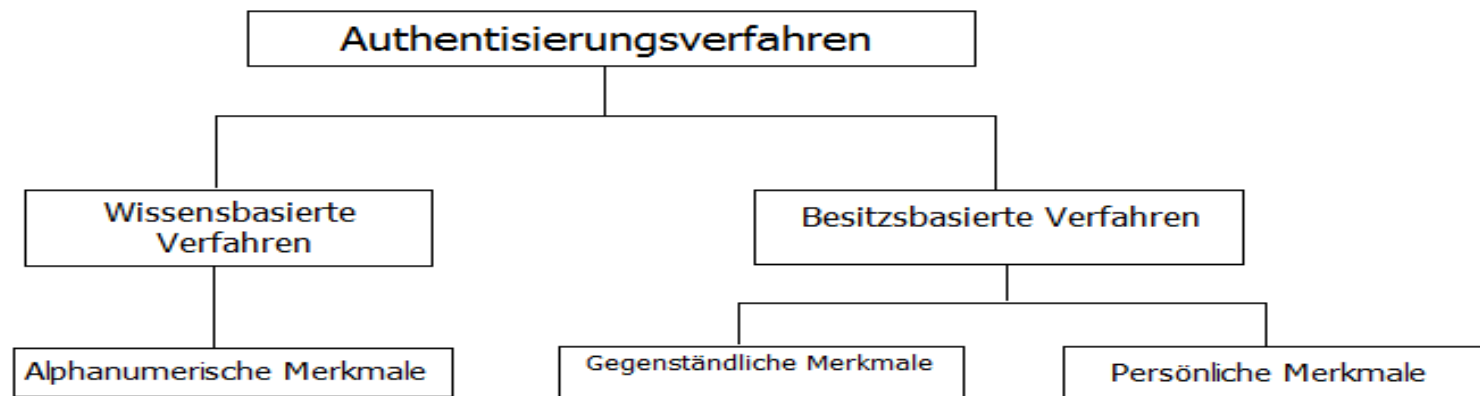 Authentisierungsverfahren
Wissensbasierte
Verfahren
Besitzsbasierte Verfahren
Alphanumerische Merkmale
Gegenständliche Merkmale
Persönliche Merkmale